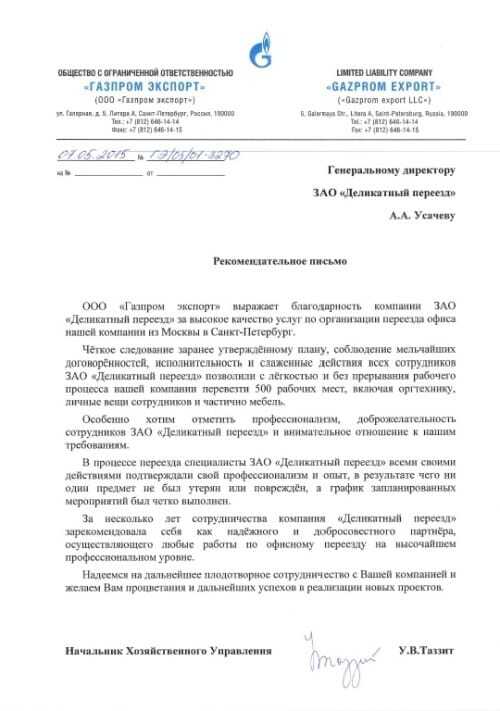 ОБЩЕСТВО С ОГРАНИЧЕННОЙ ОТВЕТСТВЕННОСТЬЮ
«ГАЗПРОМ ЭКСПОРТ»
(ООО «Газпром экспорт»)
ул. Галерная, д. 5, Литера А, Санкт-Петербург, Россия, 190000
Тел.: +7 (812) 646-14-14
Факс: +7 (812) 646-14-15
LIMITED LIABILITY COMPANY
«GAZPROM EXPORT»
(«Gazprom export LLC»)
5, Galernaya Str., Litera A, Saint-Petersburg, Russia, 190000
Tel.: +7 (812) 646-14-14
Fax: +7 (812) 646-14-15
07.05.2015 № ГЭ/05/01-3270
на № от
Генеральному директору
ЗАО «Деликатный переезд»
А.А. Усачеву
Рекомендательное письмо
ООО «Газпром экспорт» выражает благодарность компании ЗАО
«Деликатный переезд» за высокое качество услуг по организации переезда офиса
нашей компании из Москвы в Санкт-Петербург.
Чёткое следование заранее утверждённому плану, соблюдение мельчайших
договорённостей, исполнительность и слаженные действия всех сотрудников
ЗАО «Деликатный переезд» позволили с лёгкостью и без прерывания рабочего
процесса нашей компании перевезти 500 рабочих мест, включая оргтехнику,
личные вещи сотрудников и частично мебель.
Особенно хотим отметить профессионализм, доброжелательность
сотрудников ЗАО «Деликатный переезд» и внимательное отношение к нашим
требованиям.
В процессе переезда специалисты ЗАО «Деликатный переезд» всеми своими
действиями подтверждали свой профессионализм и опыт, в результате чего ни
один предмет не был утерян или повреждён, а график запланированных
мероприятий был четко выполнен.
За несколько лет сотрудничества компания «Деликатный переезд»
зарекомендовала себя как надёжного и добросовестного партнёра,
осуществляющего любые работы по офисному переезду на высочайшем
профессиональном уровне.
Надеемся на дальнейшее плодотворное сотрудничество с Вашей компанией и
желаем Вам процветания и дальнейших успехов в реализации новых проектов.
Начальник Хозяйственного Управления
У.В.Таззит